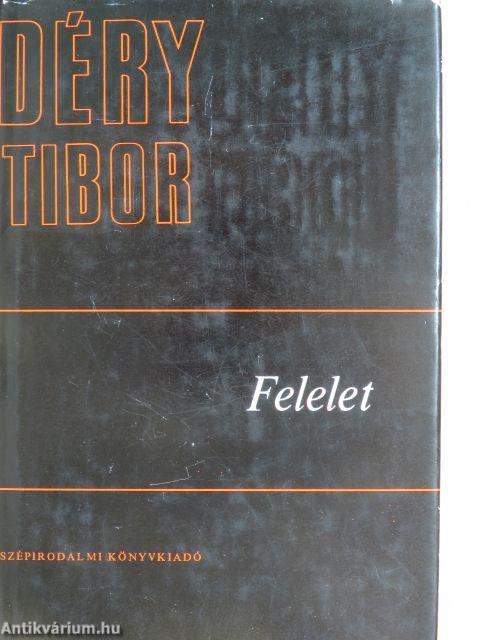 DÉRY
TIBOR
Felelet
SZÉPIRODALMI KÖNYVKIADÓ
Antikvárium.hu